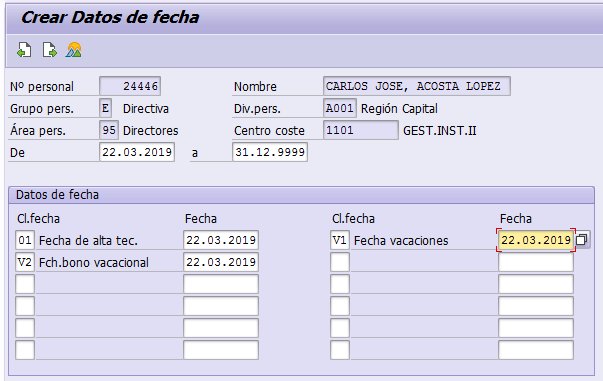 Crear Datos de fecha
Nº personal 24446 Nombre CARLOS JOSE, ACOSTA LOPEZ
Grupo pers. E Directiva Div.pers. A001 Región Capital
Área pers. 95 Directores Centro coste 1101 GEST.INST.II
De 22.03.2019 a 31.12.9999
Datos de fecha
Cl.fecha Fecha Cl.fecha Fecha
01 Fecha de alta tec. 22.03.2019 V1 Fecha vacaciones 22.03.2019
V2 Fch.bono vacacional 22.03.2019